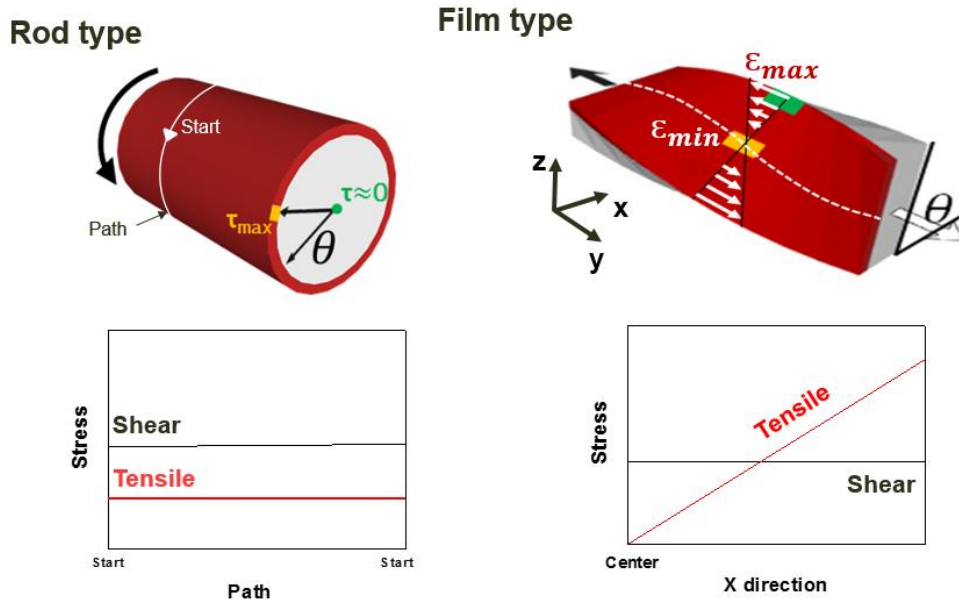 Rod type
Start
Path
τmax
τ≈0
θ
Film type
εmax
εmin
z
x
y
θ
Stress
Shear
Tensile
Start
Start
Path
Stress
Tensile
Shear
Center
X direction